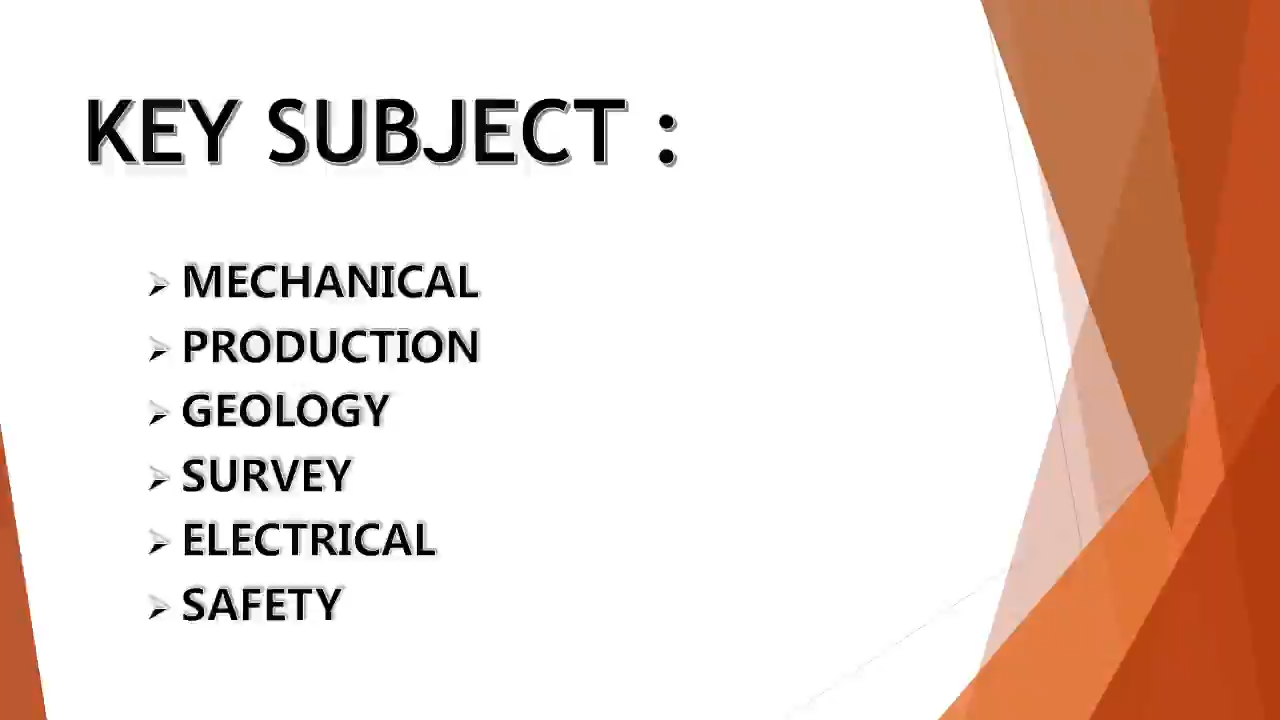 KEY SUBJECT :
➢ MECHANICAL
➢ PRODUCTION
➢ GEOLOGY
➢ SURVEY
➢ ELECTRICAL
➢ SAFETY